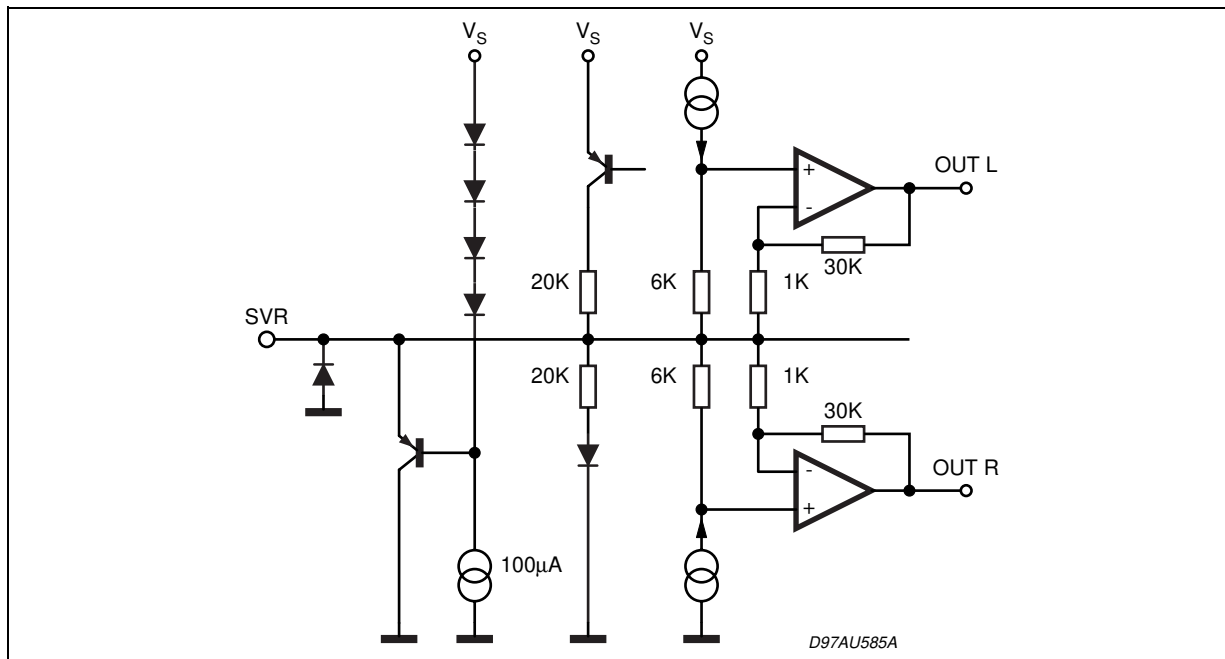 VS VS VS
OUT L
30K
20K 6K 1K
SVR
20K 6K 1K
30K
OUT R
100µA
D97AU585A